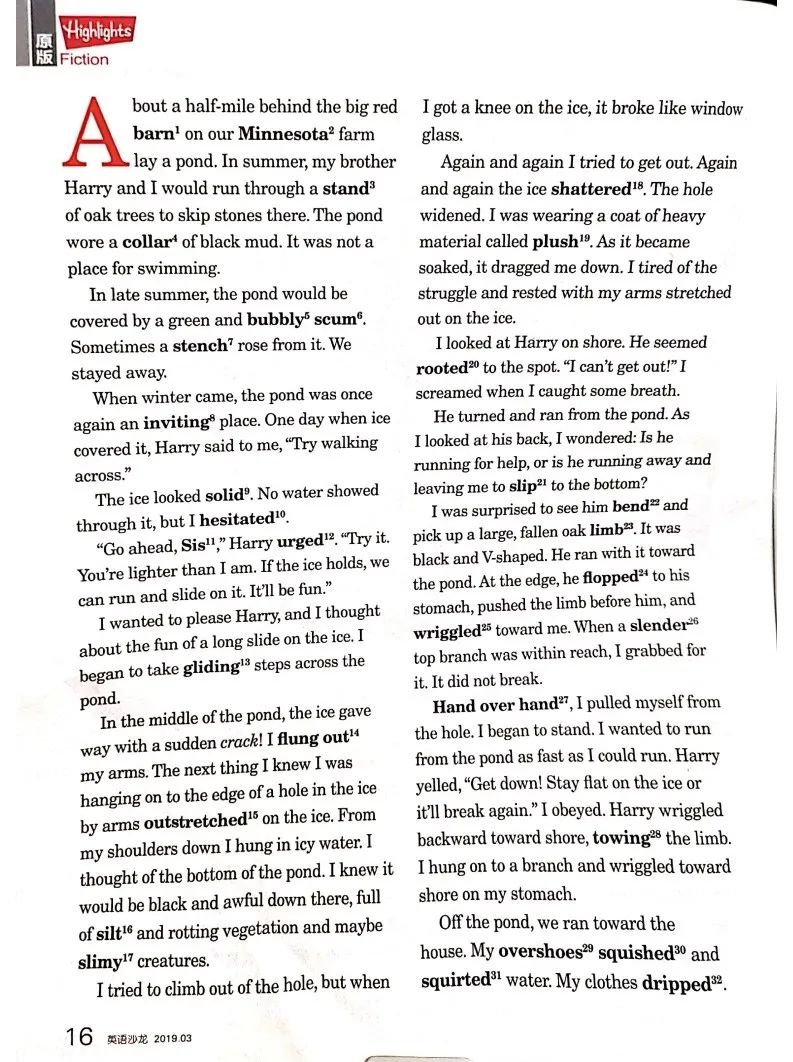 原版
Highlights
Fiction
About a half-mile behind the big red
barn¹ on our Minnesota² farm
lay a pond. In summer, my brother
Harry and I would run through a stand³
of oak trees to skip stones there. The pond
wore a collar⁴ of black mud. It was not a
place for swimming.
In late summer, the pond would be
covered by a green and bubbly⁵ scum⁶.
Sometimes a stench⁷ rose from it. We
stayed away.
When winter came, the pond was once
again an inviting⁸ place. One day when ice
covered it, Harry said to me, “Try walking
across.”
The ice looked solid⁹. No water showed
through it, but I hesitated¹⁰.
“Go ahead, Sis¹¹,” Harry urged¹². “Try it.
You’re lighter than I am. If the ice holds, we
can run and slide on it. It’ll be fun.”
I wanted to please Harry, and I thought
about the fun of a long slide on the ice. I
began to take gliding¹³ steps across the
pond.
In the middle of the pond, the ice gave
way with a sudden crack! I flung out¹⁴
my arms. The next thing I knew I was
hanging on to the edge of a hole in the ice
by arms outstretched¹⁵ on the ice. From
my shoulders down I hung in icy water. I
thought of the bottom of the pond. I knew it
would be black and awful down there, full
of silt¹⁶ and rotting vegetation and maybe
slimy¹⁷ creatures.
I tried to climb out of the hole, but when
I got a knee on the ice, it broke like window
glass.
Again and again I tried to get out. Again
and again the ice shattered¹⁸. The hole
widened. I was wearing a coat of heavy
material called plush¹⁹. As it became
soaked, it dragged me down. I tired of the
struggle and rested with my arms stretched
out on the ice.
I looked at Harry on shore. He seemed
rooted²⁰ to the spot. “I can’t get out!” I
screamed when I caught some breath.
He turned and ran from the pond. As
I looked at his back, I wondered: Is he
running for help, or is he running away and
leaving me to slip²¹ to the bottom?
I was surprised to see him bend²² and
pick up a large, fallen oak limb²³. It was
black and V-shaped. He ran with it toward
the pond. At the edge, he flopped²⁴ to his
stomach, pushed the limb before him, and
wriggled²⁵ toward me. When a slender²⁶
top branch was within reach, I grabbed for
it. It did not break.
Hand over hand²⁷, I pulled myself from
the hole. I began to stand. I wanted to run
from the pond as fast as I could run. Harry
yelled, “Get down! Stay flat on the ice or
it’ll break again.” I obeyed. Harry wriggled
backward toward shore, towing²⁸ the limb.
I hung on to a branch and wriggled toward
shore on my stomach.
Off the pond, we ran toward the
house. My overshoes²⁹ squished³⁰ and
squirted³¹ water. My clothes dripped³².
16 英语沙龙 2019.03